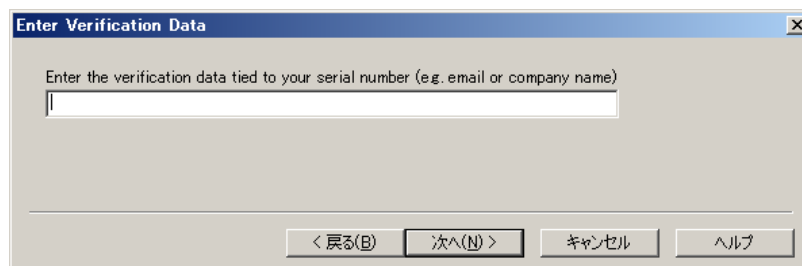 Enter Verification Data
Enter the verification data tied to your serial number (e.g. email or company name)
< 戻る(B) 次へ(N) > キャンセル ヘルプ